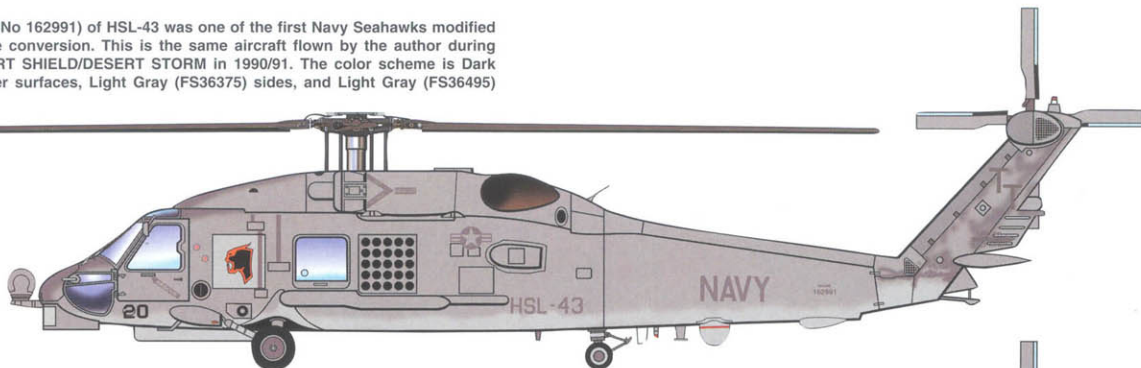 No 162991) of HSL-43 was one of the first Navy Seahawks modified
conversion. This is the same aircraft flown by the author during
SHIELD/DESERT STORM in 1990/91. The color scheme is Dark
surfaces, Light Gray (FS36375) sides, and Light Gray (FS36495)
TT
NAVY
162991
HSL-43
20